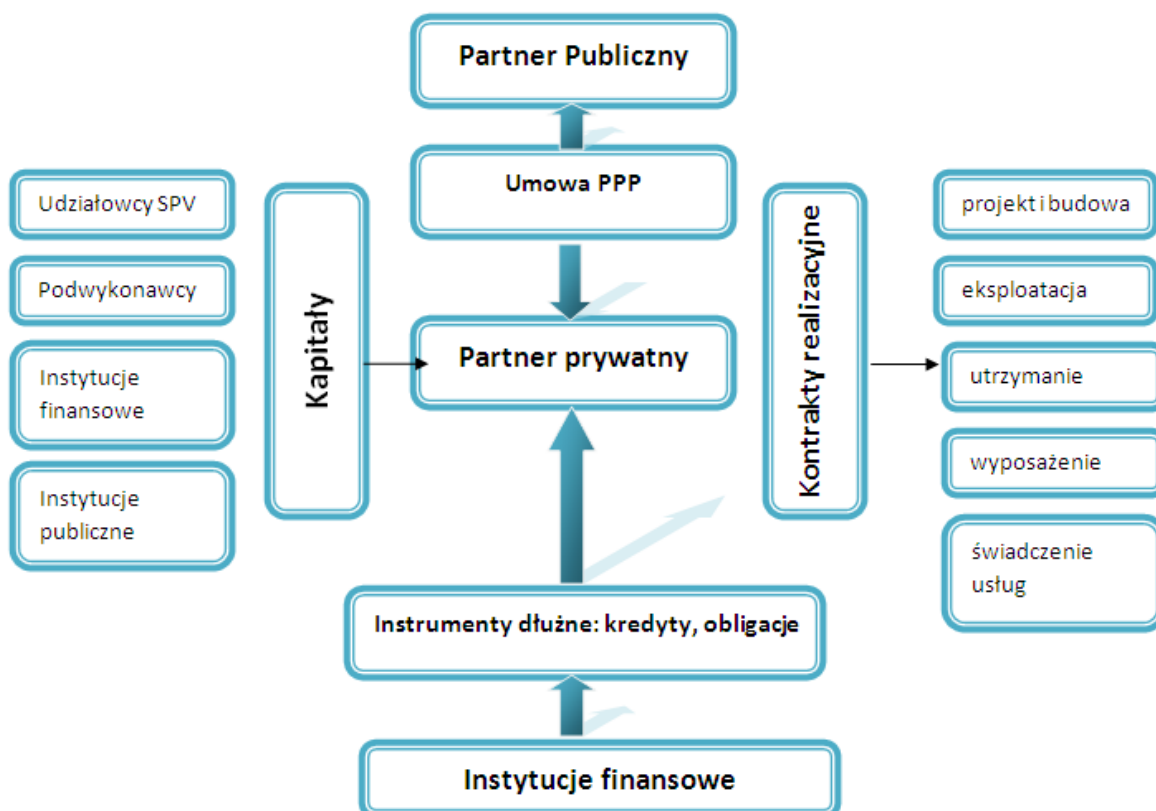 Partner Publiczny
Umowa PPP
Udziałowcy SPV
Podwykonawcy
Instytucje
finansowe
Instytucje
publiczne
Kapitały
Partner prywatny
Kontrakty realizacyjne
projekt i budowa
eksploatacja
utrzymanie
wyposażenie
świadczenie
usług
Instrumenty dłużne: kredyty, obligacje
Instytucje finansowe